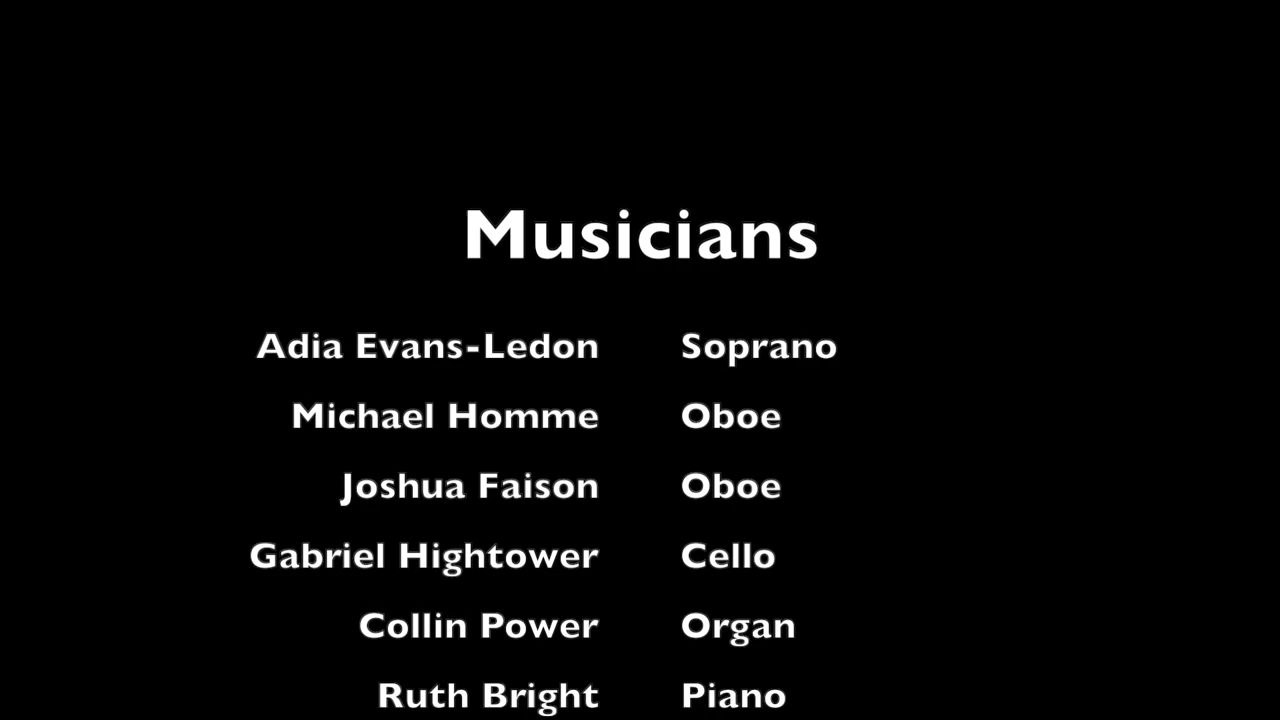 Musicians
Adia Evans-Ledon Soprano
Michael Homme Oboe
Joshua Faison Oboe
Gabriel Hightower Cello
Collin Power Organ
Ruth Bright Piano